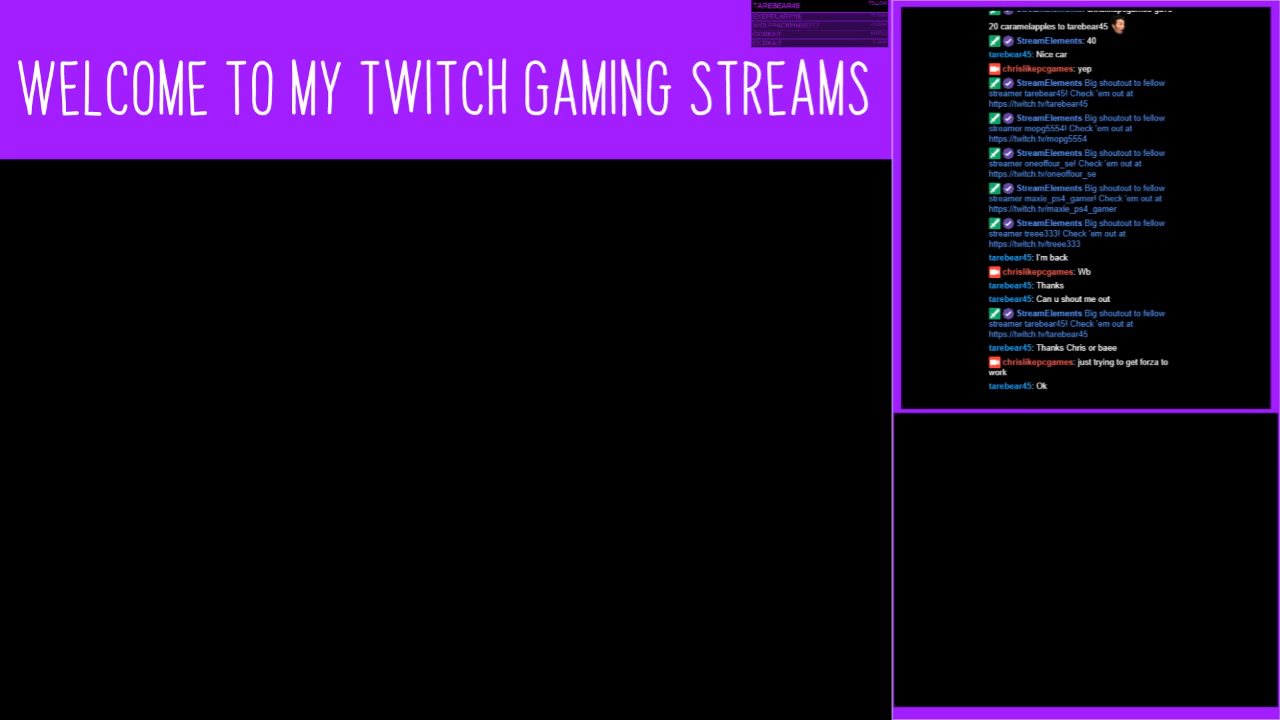 TAREBEAR45
FOLLOW
EXEMPLARYME
WELCOME TO MY TWITCH GAMING STREAMS
20 caramelapples to tarebear45
StreamElements: 40
tarebear45: Nice car
chrislikepcgames: yep
StreamElements Big shoutout to fellow
streamer tarebear45! Check 'em out at
https://twitch.tv/tarebear45
StreamElements Big shoutout to fellow
streamer mopg5554! Check 'em out at
https://twitch.tv/mopg5554
StreamElements Big shoutout to fellow
streamer oneoffour_se! Check 'em out at
https://twitch.tv/oneoffour_se
StreamElements Big shoutout to fellow
streamer maxie_ps4_gamer! Check 'em out at
https://twitch.tv/maxie_ps4_gamer
StreamElements Big shoutout to fellow
streamer treee333! Check 'em out at
https://twitch.tv/treee333
tarebear45: I'm back
chrislikepcgames: Wb
tarebear45: Thanks
tarebear45: Can u shout me out
StreamElements Big shoutout to fellow
streamer tarebear45! Check 'em out at
https://twitch.tv/tarebear45
tarebear45: Thanks Chris or baee
chrislikepcgames: just trying to get forza to
work
tarebear45: Ok